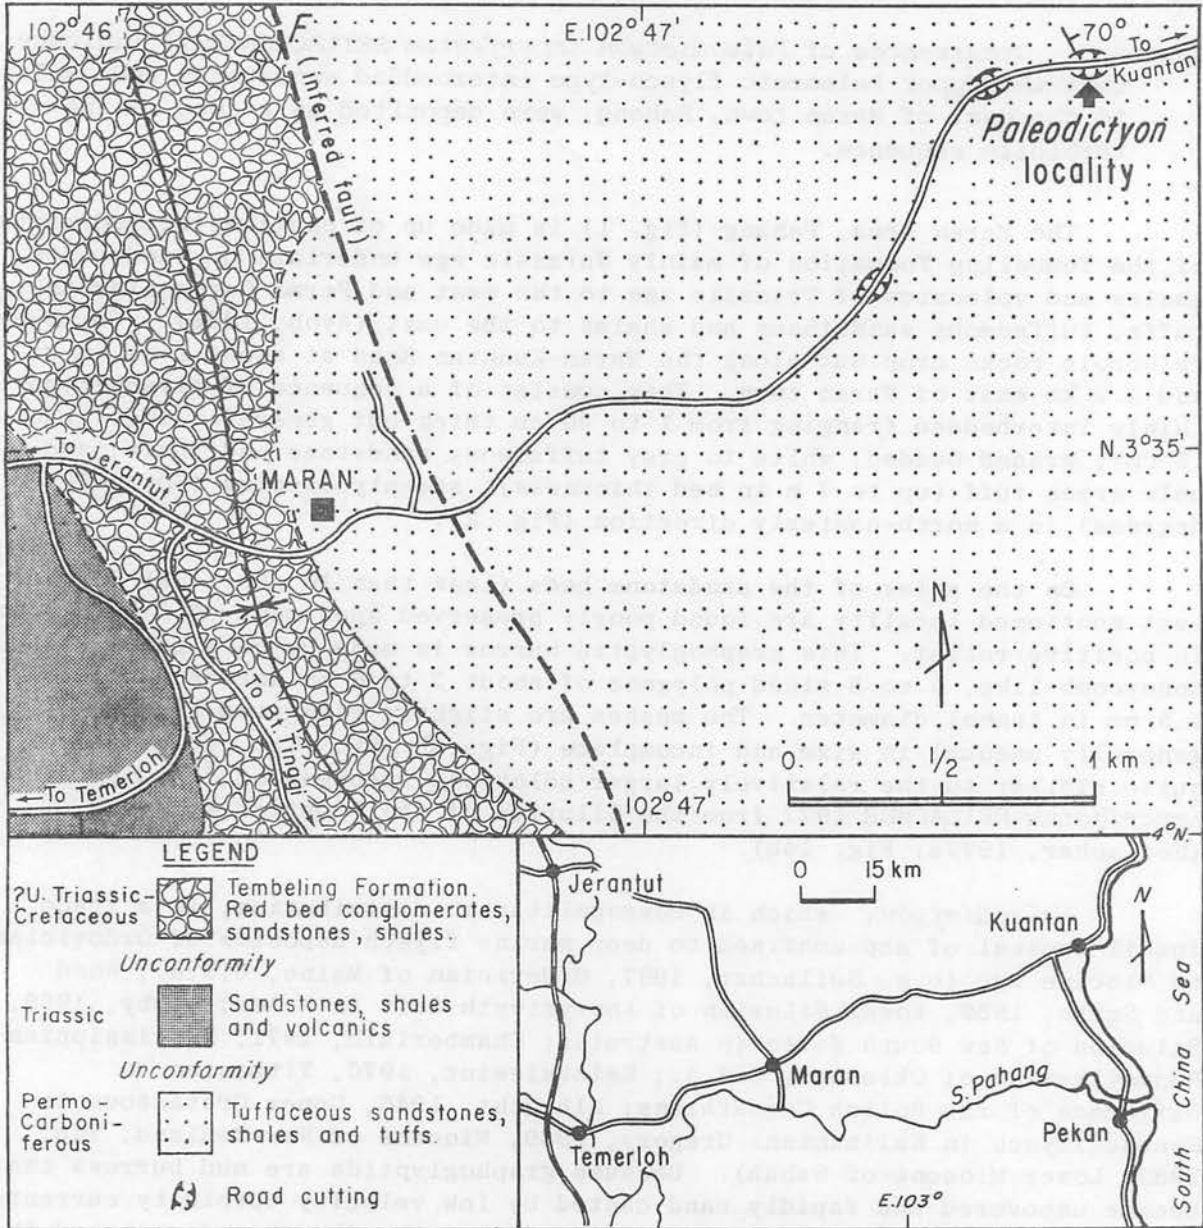 102°46'
E.102°47'
70°
To
Kuantan
F
(inferred fault)
Paleodictyon
locality
To Jerantut
N.3°35'
MARAN
N
0 1/2 1 km
To Bt. Tinggi
To Temerloh
102°47'
4°N
LEGEND
?U. Triassic-
Cretaceous
Tembeling Formation.
Red bed conglomerates,
sandstones, shales.
Unconformity
Triassic
Sandstones, shales
and volcanics
Unconformity
Permo-
Carboni-
ferous
Tuffaceous sandstones,
shales and tuffs.
Road cutting
Jerantut
0 15 km
Kuantan
N
Maran
S. Pahang
Pekan
Temerloh
E.103°
South China Sea